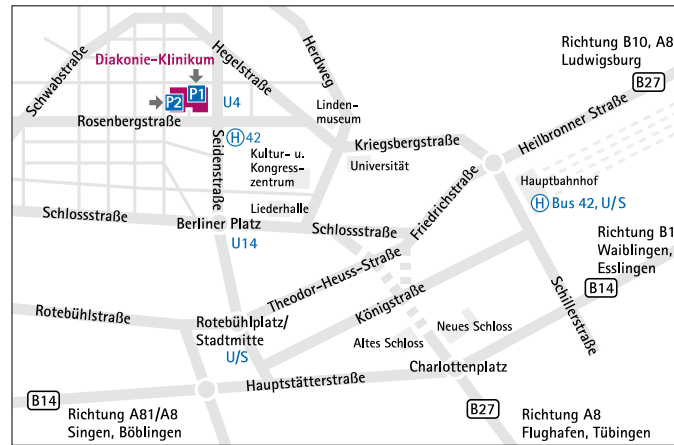 Schwabstraße
Diakonie-Klinikum
P1
P2
U4
Hegelstraße
Herdweg
Linden-
museum
Richtung B10, A8
Ludwigsburg
B27
Heilbronner Straße
Rosenbergstraße
Seidenstraße
H 42
Kultur- u.
Kongress-
zentrum
Kriegsbergstraße
Universität
Friedrichstraße
Hauptbahnhof
H Bus 42, U/S
Schlossstraße
Liederhalle
Berliner Platz
U14
Schlossstraße
Richtung B1
Waiblingen,
Esslingen
B14
Schillerstraße
Theodor-Heuss-Straße
Königstraße
Rotebühlstraße
Rotebühlplatz/
Stadtmitte
U/S
Neues Schloss
Altes Schloss
Charlottenplatz
Hauptstätterstraße
B14
Richtung A81/A8
Singen, Böblingen
B27
Richtung A8
Flughafen, Tübingen